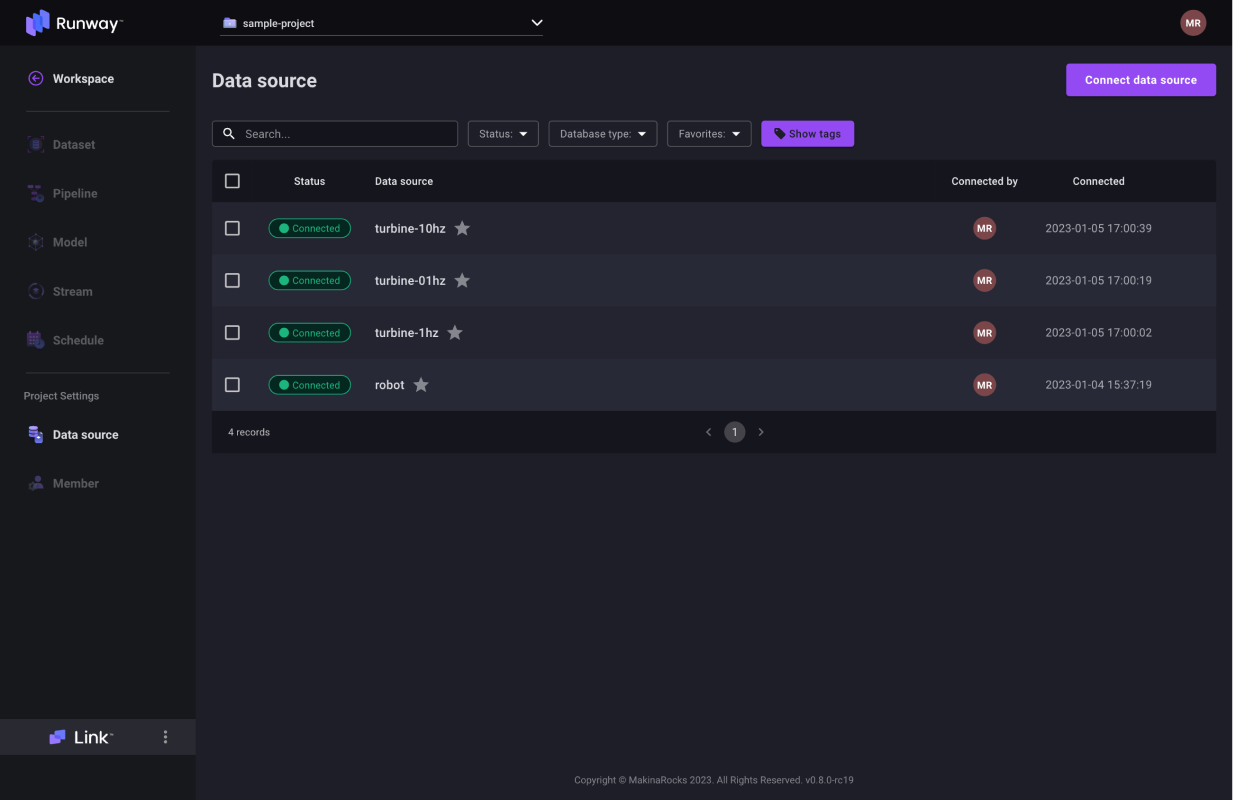 Runway™
sample-project
MR
Workspace
Dataset
Pipeline
Model
Stream
Schedule
Project Settings
Data source
Member
Link™
Data source
Connect data source
Search...
Status:
Database type:
Favorites:
Show tags
Status Data source Connected by Connected
Connected turbine-10hz MR 2023-01-05 17:00:39
Connected turbine-01hz MR 2023-01-05 17:00:19
Connected turbine-1hz MR 2023-01-05 17:00:02
Connected robot MR 2023-01-04 15:37:19
4 records 1
Copyright © MakinaRocks 2023. All Rights Reserved. v0.8.0-rc19